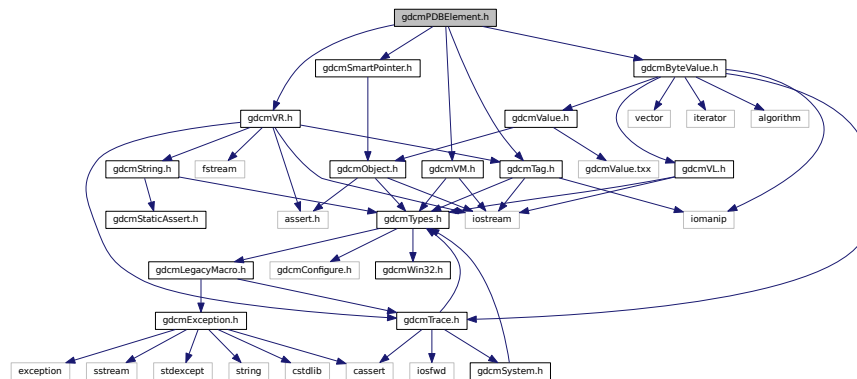 gdcmPDBElement.h
gdcmSmartPointer.h
gdcmByteValue.h
gdcmVR.h
gdcmValue.h
vector
iterator
algorithm
gdcmString.h
fstream
gdcmObject.h
gdcmVM.h
gdcmTag.h
gdcmValue.txx
gdcmVL.h
gdcmStaticAssert.h
assert.h
gdcmTypes.h
iostream
iomanip
gdcmLegacyMacro.h
gdcmConfigure.h
gdcmWin32.h
gdcmException.h
gdcmTrace.h
exception
sstream
stdexcept
string
cstdlib
cassert
iosfwd
gdcmSystem.h